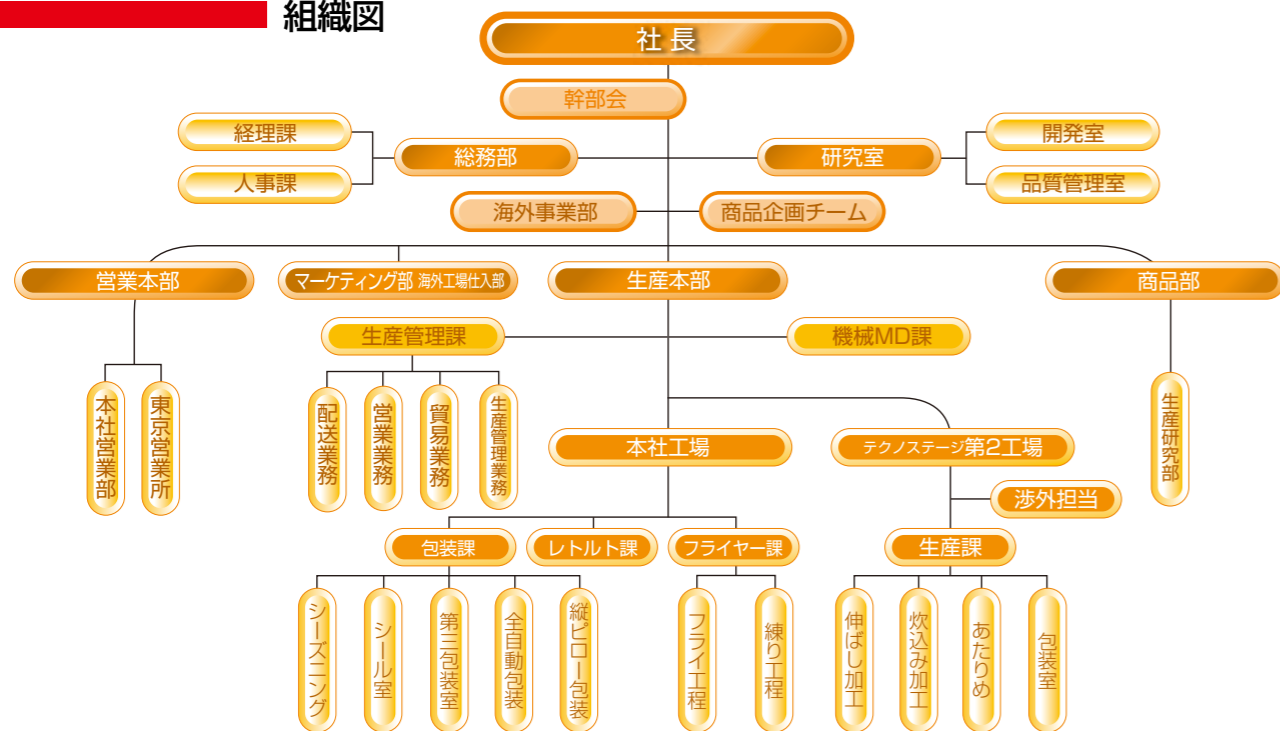 組織図
社長
幹部会
経理課
人事課
総務部
研究室
開発室
品質管理室
海外事業部
商品企画チーム
営業本部
マーケティング部 海外工場仕入部
生産本部
商品部
生産管理課
機械MD課
本社営業部
東京営業所
配送業務
営業業務
貿易業務
生産管理業務
生産研究部
本社工場
テクノステージ第2工場
渉外担当
包装課
レトルト課
フライヤー課
生産課
シーズニング
シール室
第三包装室
全自動包装
縦ピロー包装
フライ工程
練り工程
伸ばし加工
炊込み加工
あたりめ
包装室